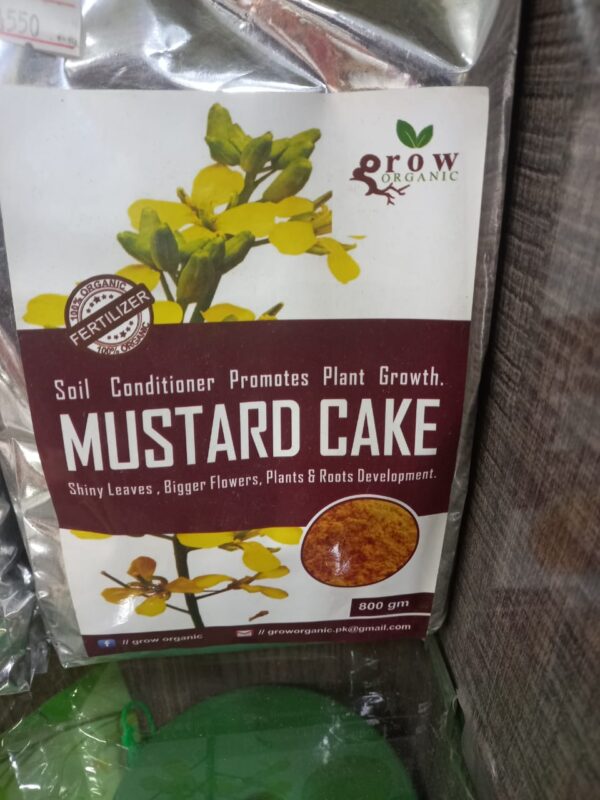 550
grow
ORGANIC
100% ORGANIC
FERTILIZER
100% ORGANIC
Soil Conditioner Promotes Plant Growth.
MUSTARD CAKE
Shiny Leaves , Bigger Flowers, Plants & Roots Development.
800 gm
f // grow organic
// groworganic.pk@gmail.com